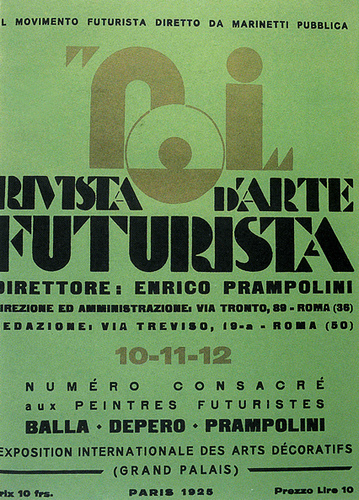 L MOVIMENTO FUTURISTA DIRETTO DA MARINETTI PUBBLICA
"noi„
RIVISTA D'ARTE
FUTURISTA
DIRETTORE: ENRICO PRAMPOLINI
DIREZIONE ED AMMINISTRAZIONE: VIA TRONTO, 89 - ROMA (36)
EDAZIONE: VIA TREVISO, 19-a - ROMA (50)
10-11-12
NUMÉRO CONSACRÉ
aux PEINTRES FUTURISTES
BALLA • DEPERO • PRAMPOLINI
EXPOSITION INTERNATIONALE DES ARTS DÉCORATIFS
(GRAND PALAIS)
Prix 10 frs. PARIS 1925 Prezzo Lire 10